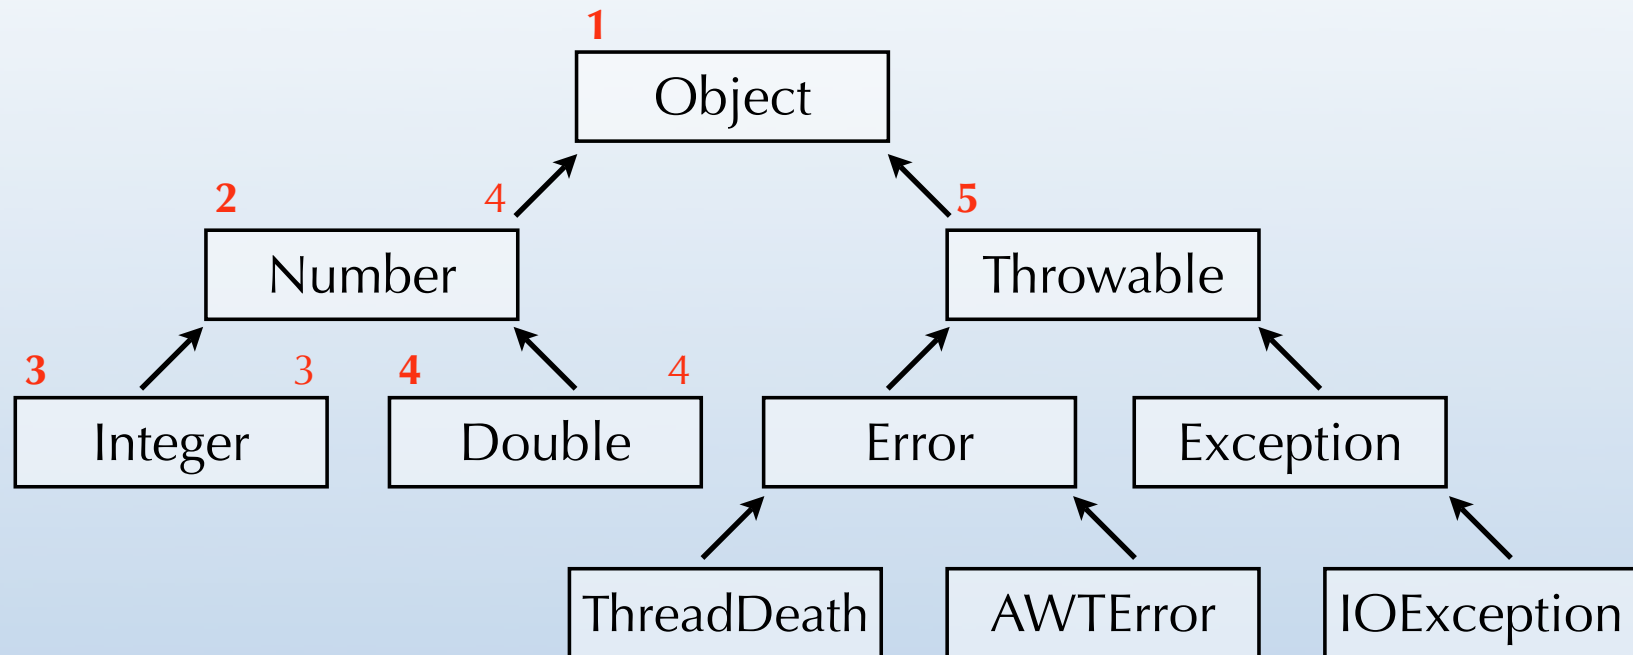 1
Object
2 4 5
Number Throwable
3 3 4 4
Integer Double Error Exception
ThreadDeath AWTError IOException